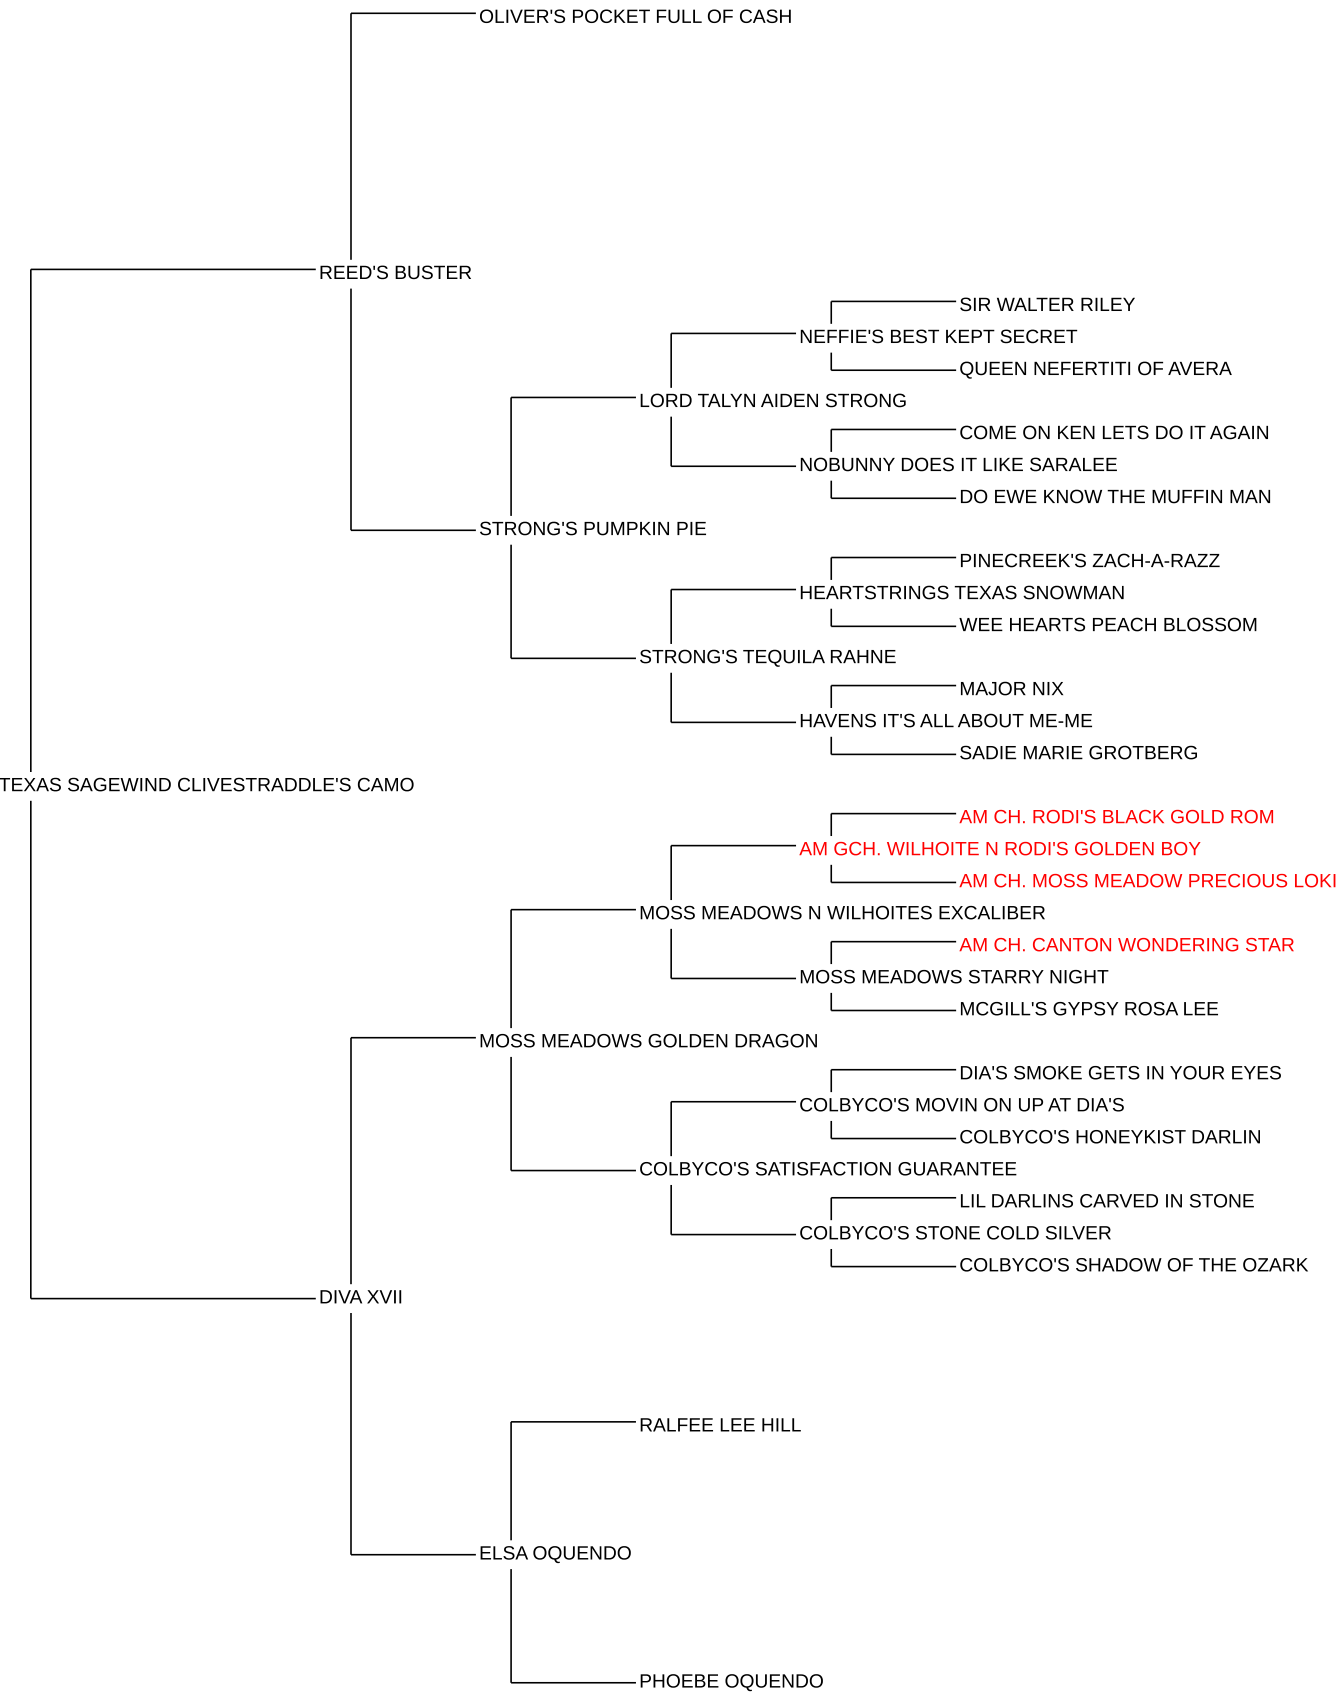 OLIVER'S POCKET FULL OF CASH
REED'S BUSTER
SIR WALTER RILEY
NEFFIE'S BEST KEPT SECRET
QUEEN NEFERTITI OF AVERA
LORD TALYN AIDEN STRONG
COME ON KEN LETS DO IT AGAIN
NOBUNNY DOES IT LIKE SARALEE
DO EWE KNOW THE MUFFIN MAN
STRONG'S PUMPKIN PIE
PINECREEK'S ZACH-A-RAZZ
HEARTSTRINGS TEXAS SNOWMAN
WEE HEARTS PEACH BLOSSOM
STRONG'S TEQUILA RAHNE
MAJOR NIX
HAVENS IT'S ALL ABOUT ME-ME
SADIE MARIE GROTBERG
TEXAS SAGEWIND CLIVESTRADDLE'S CAMO
AM CH. RODI'S BLACK GOLD ROM
AM GCH. WILHOITE N RODI'S GOLDEN BOY
AM CH. MOSS MEADOW PRECIOUS LOKI
MOSS MEADOWS N WILHOITES EXCALIBER
AM CH. CANTON WONDERING STAR
MOSS MEADOWS STARRY NIGHT
MCGILL'S GYPSY ROSA LEE
MOSS MEADOWS GOLDEN DRAGON
DIA'S SMOKE GETS IN YOUR EYES
COLBYCO'S MOVIN ON UP AT DIA'S
COLBYCO'S HONEYKIST DARLIN
COLBYCO'S SATISFACTION GUARANTEE
LIL DARLINS CARVED IN STONE
COLBYCO'S STONE COLD SILVER
COLBYCO'S SHADOW OF THE OZARK
DIVA XVII
RALFEE LEE HILL
ELSA OQUENDO
PHOEBE OQUENDO